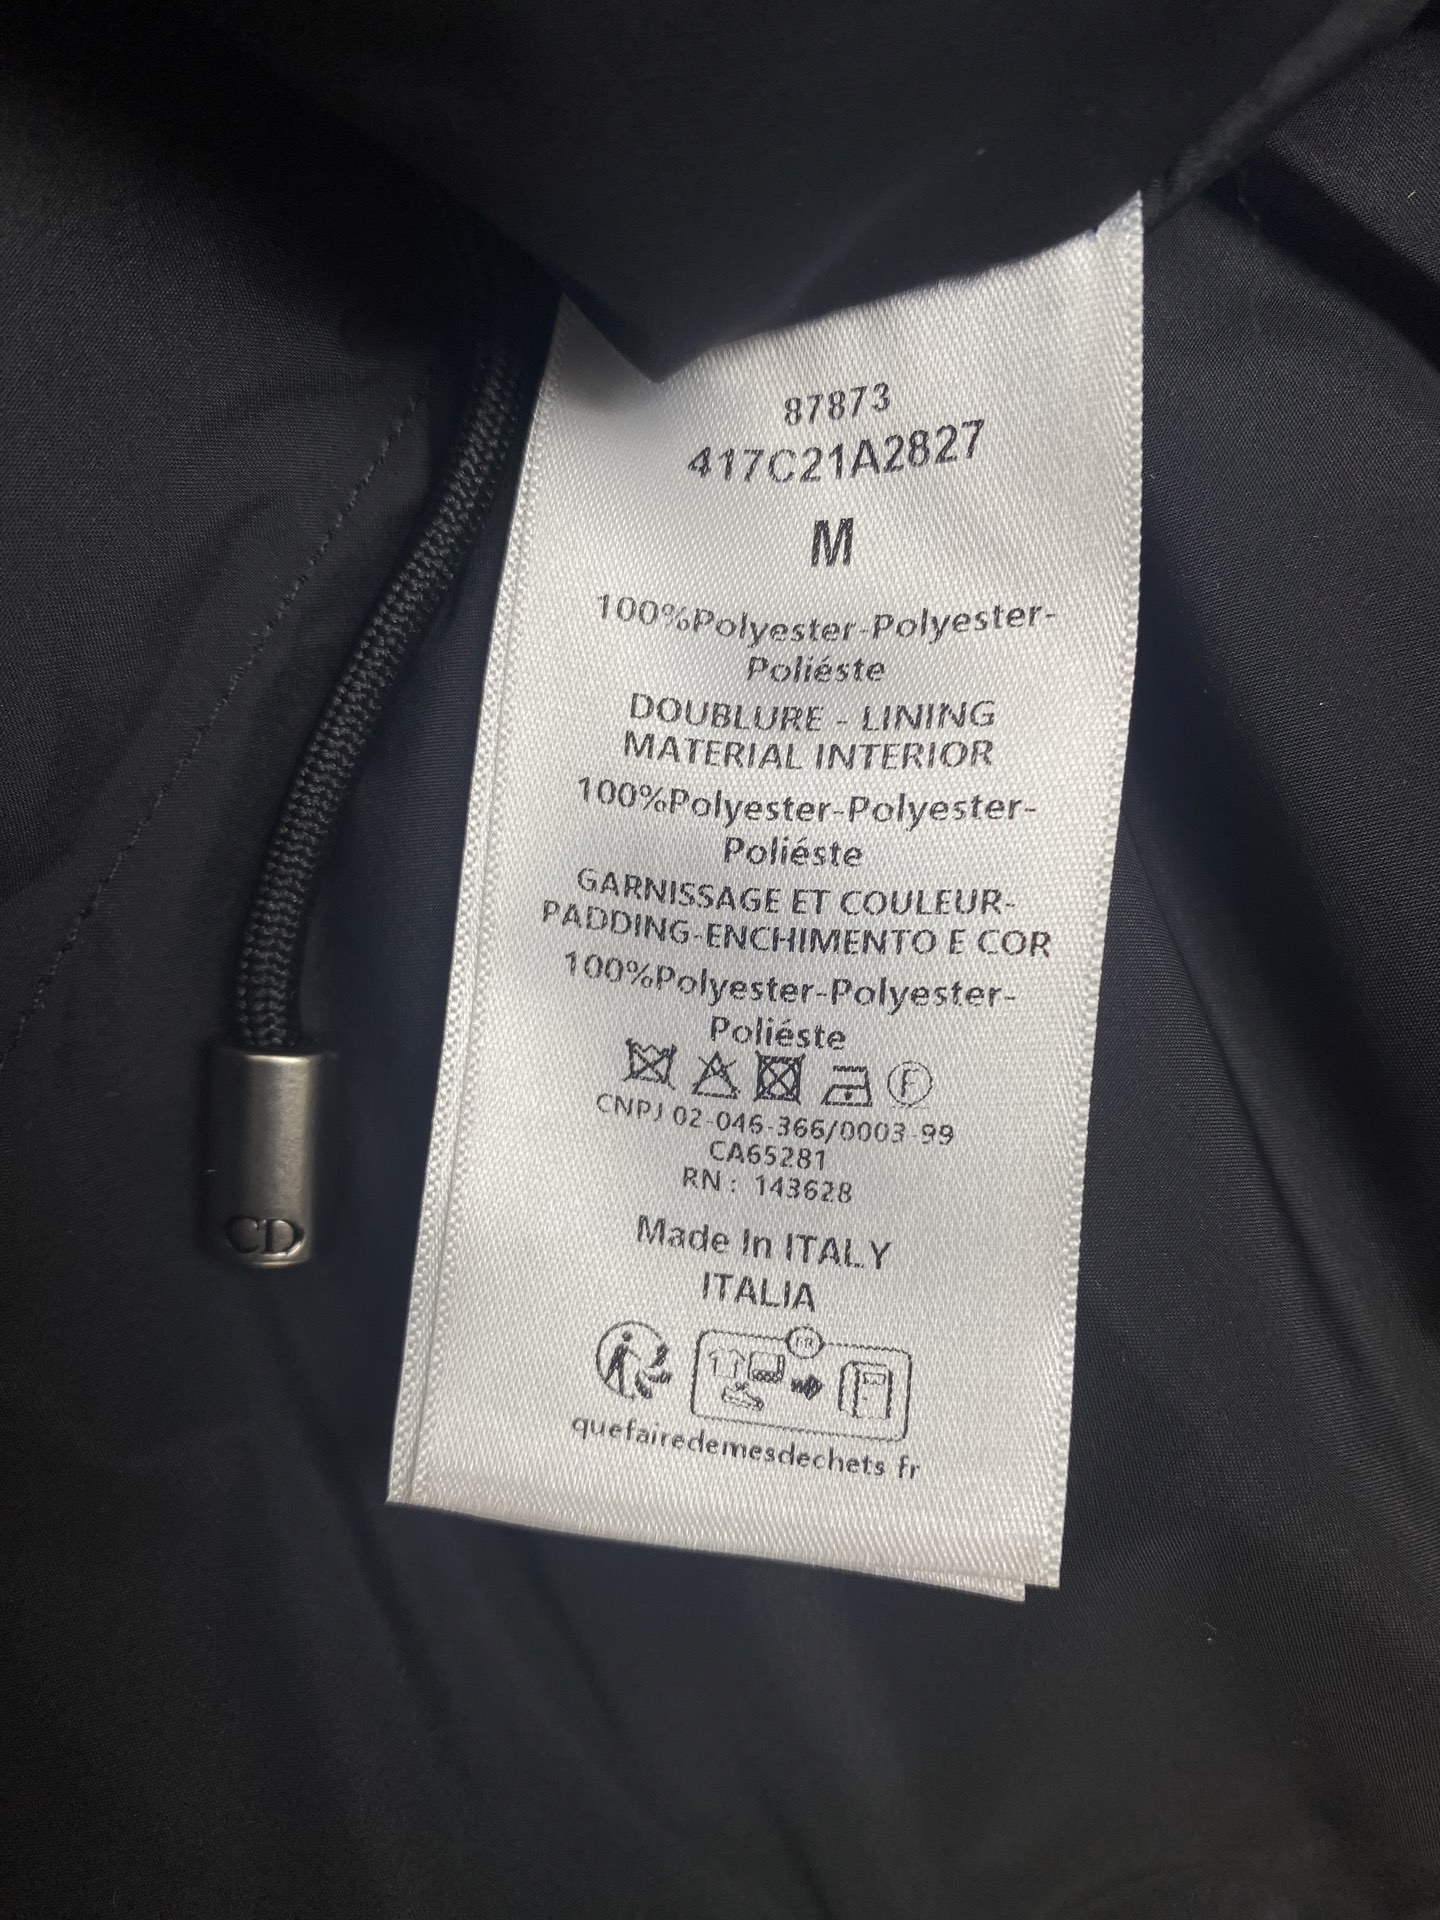 87873
417C21A2827
M
100%Polyester-Polyester-
Poliéste
DOUBLURE - LINING
MATERIAL INTERIOR
100%Polyester-Polyester-
Poliéste
GARNISSAGE ET COULEUR-
PADDING-ENCHIMENTO E COR
100%Polyester-Polyester-
Poliéste
F
CNPJ 02-046-366/0003-99
CA65281
RN : 143628
Made In ITALY
ITALIA
FR
quefairedemesdechets fr
CD